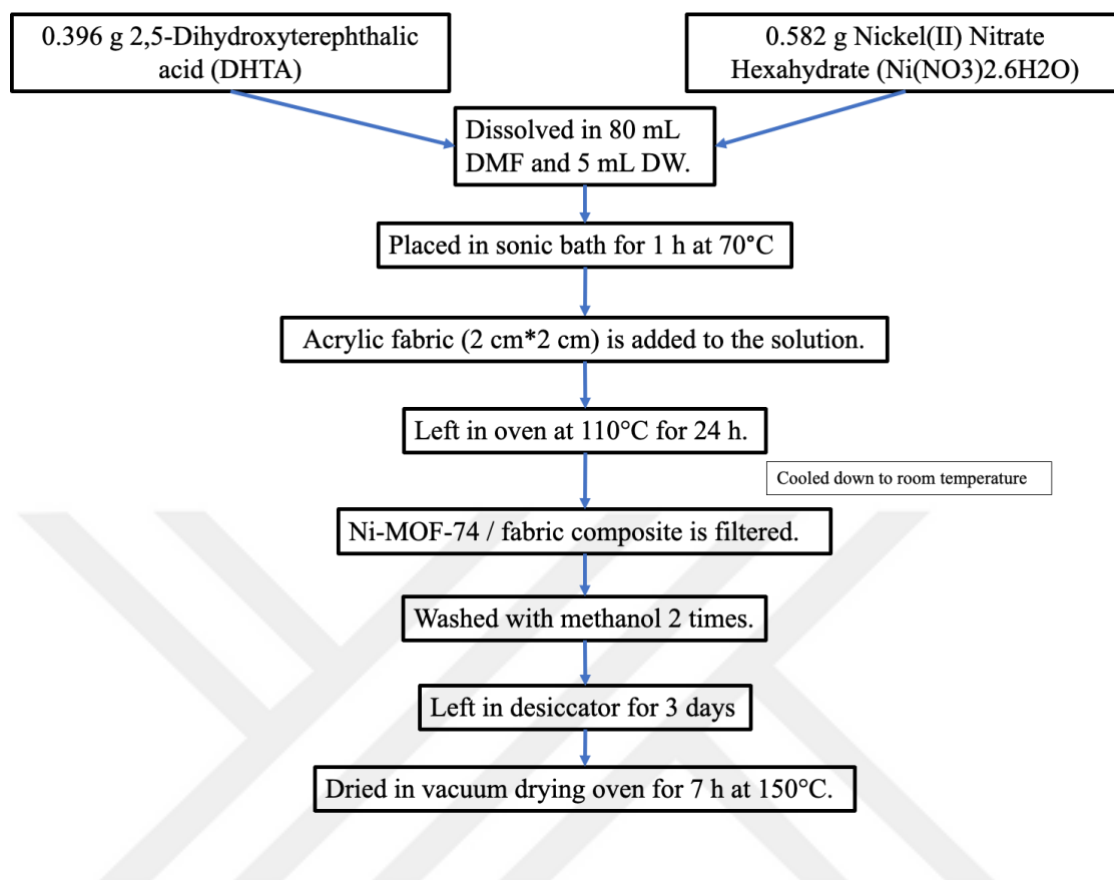 0.396 g 2,5-Dihydroxyterephthalic
acid (DHTA)
0.582 g Nickel(II) Nitrate
Hexahydrate (Ni(NO3)2.6H2O)
Dissolved in 80 mL
DMF and 5 mL DW.
Placed in sonic bath for 1 h at 70°C
Acrylic fabric (2 cm*2 cm) is added to the solution.
Left in oven at 110°C for 24 h.
Cooled down to room temperature
Ni-MOF-74 / fabric composite is filtered.
Washed with methanol 2 times.
Left in desiccator for 3 days
Dried in vacuum drying oven for 7 h at 150°C.